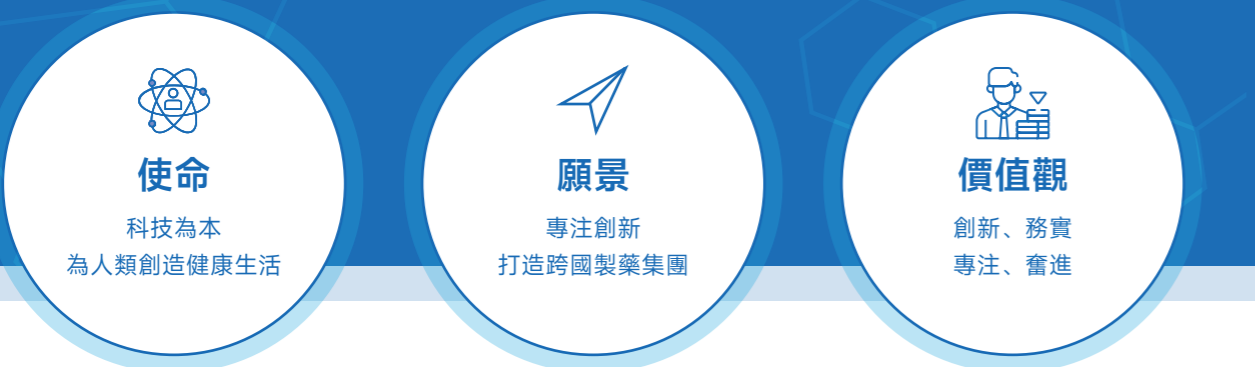 使命
科技為本
為人類創造健康生活
願景
專注創新
打造跨國製藥集團
價值觀
創新、務實
專注、奮進